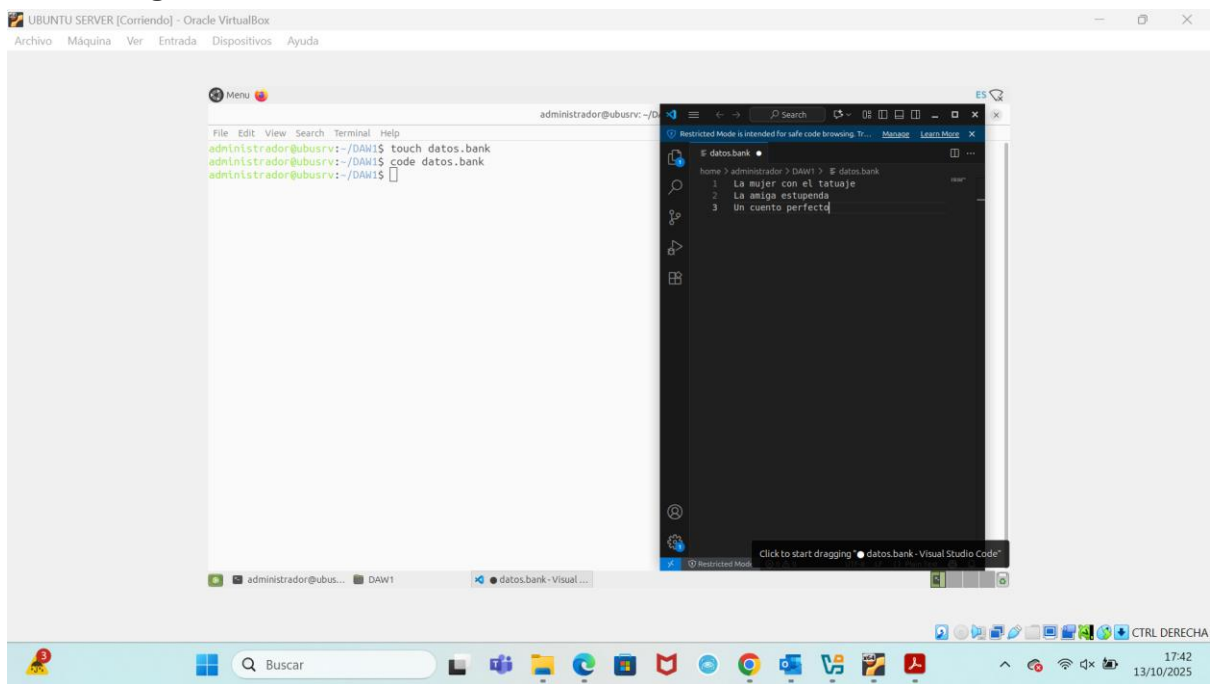 UBUNTU SERVER [Corriendo] - Oracle VirtualBox
Archivo Máquina Ver Entrada Dispositivos Ayuda
Menu
ES
administrador@ubusrv: ~/D
File Edit View Search Terminal Help
administrador@ubusrv:~/DAW1$ touch datos.bank
administrador@ubusrv:~/DAW1$ code datos.bank
administrador@ubusrv:~/DAW1$
Search
Restricted Mode is intended for safe code browsing. Tr... Manage Learn More
datos.bank
home > administrador > DAW1 > datos.bank
1 La mujer con el tatuaje
2 La amiga estupenda
3 Un cuento perfecto
Click to start dragging "● datos.bank - Visual Studio Code"
Restricted Mode
administrador@ubus... DAW1 ● datos.bank - Visual ...
CTRL DERECHA
3
Buscar
17:42
13/10/2025